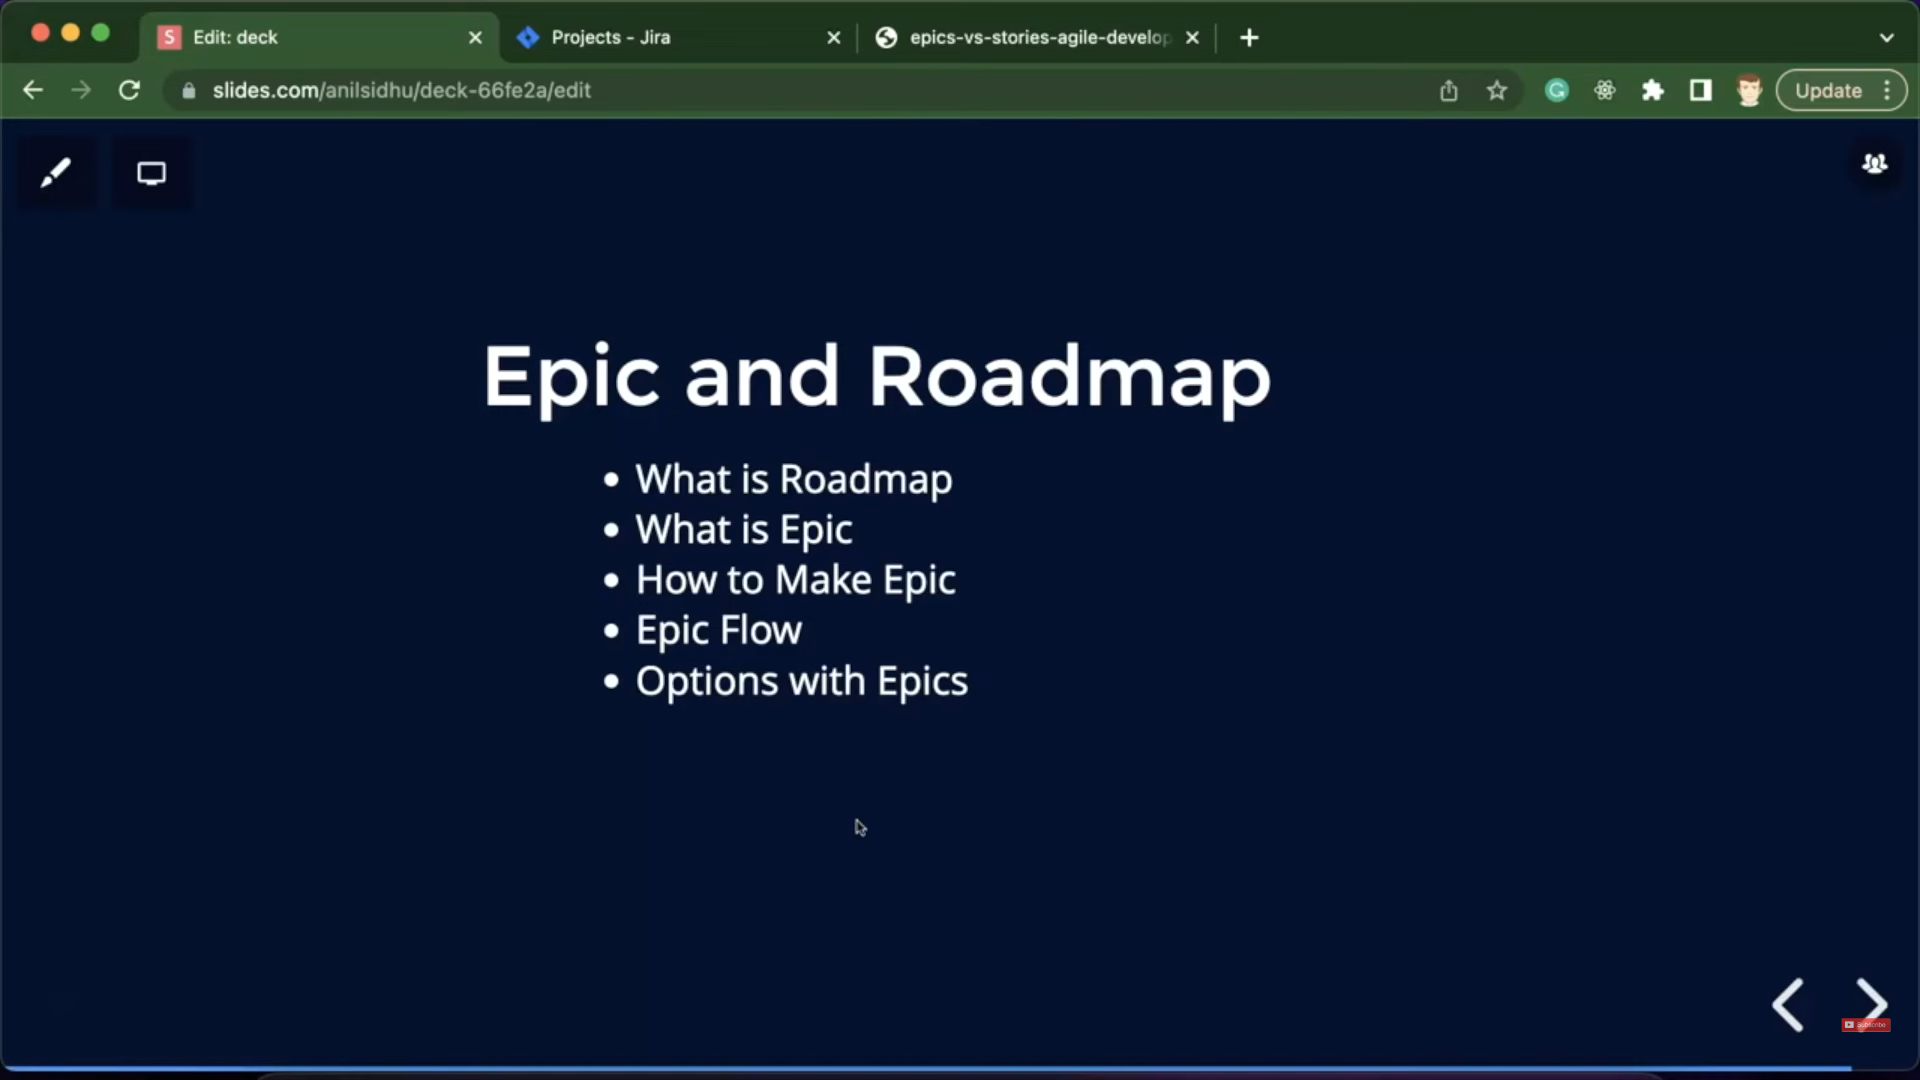 S Edit: deck
Projects - Jira
epics-vs-stories-agile-develop
slides.com/anilsidhu/deck-66fe2a/edit
Update
Epic and Roadmap
• What is Roadmap
• What is Epic
• How to Make Epic
• Epic Flow
• Options with Epics
Subscribe